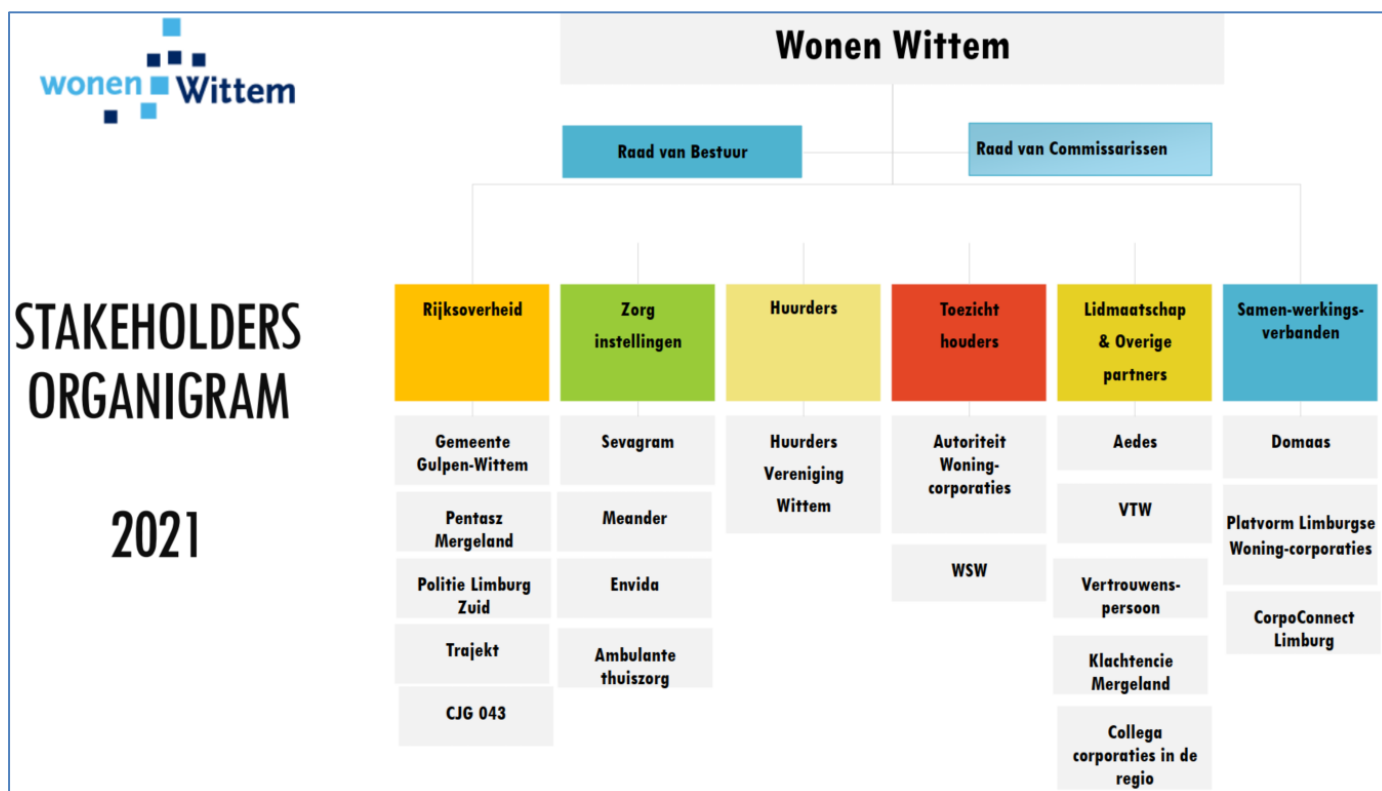 wonen Wittem
Wonen Wittem
Raad van Bestuur
Raad van Commissarissen
STAKEHOLDERS
ORGANIGRAM
2021
Rijksoverheid
Gemeente
Gulpen-Wittem
Pentasz
Mergeland
Politie Limburg
Zuid
Trajekt
CJG 043
Zorg
instellingen
Sevagram
Meander
Envida
Ambulante
thuiszorg
Huurders
Huurders
Vereniging
Wittem
Toezicht
houders
Autoriteit
Woning-
corporaties
WSW
Lidmaatschap
& Overige
partners
Aedes
VTW
Vertrouwens-
persoon
Klachtencie
Mergeland
Collega
corporaties in de
regio
Samen-werkings-
verbanden
Domaas
Platvorm Limburgse
Woning-corporaties
CorpoConnect
Limburg